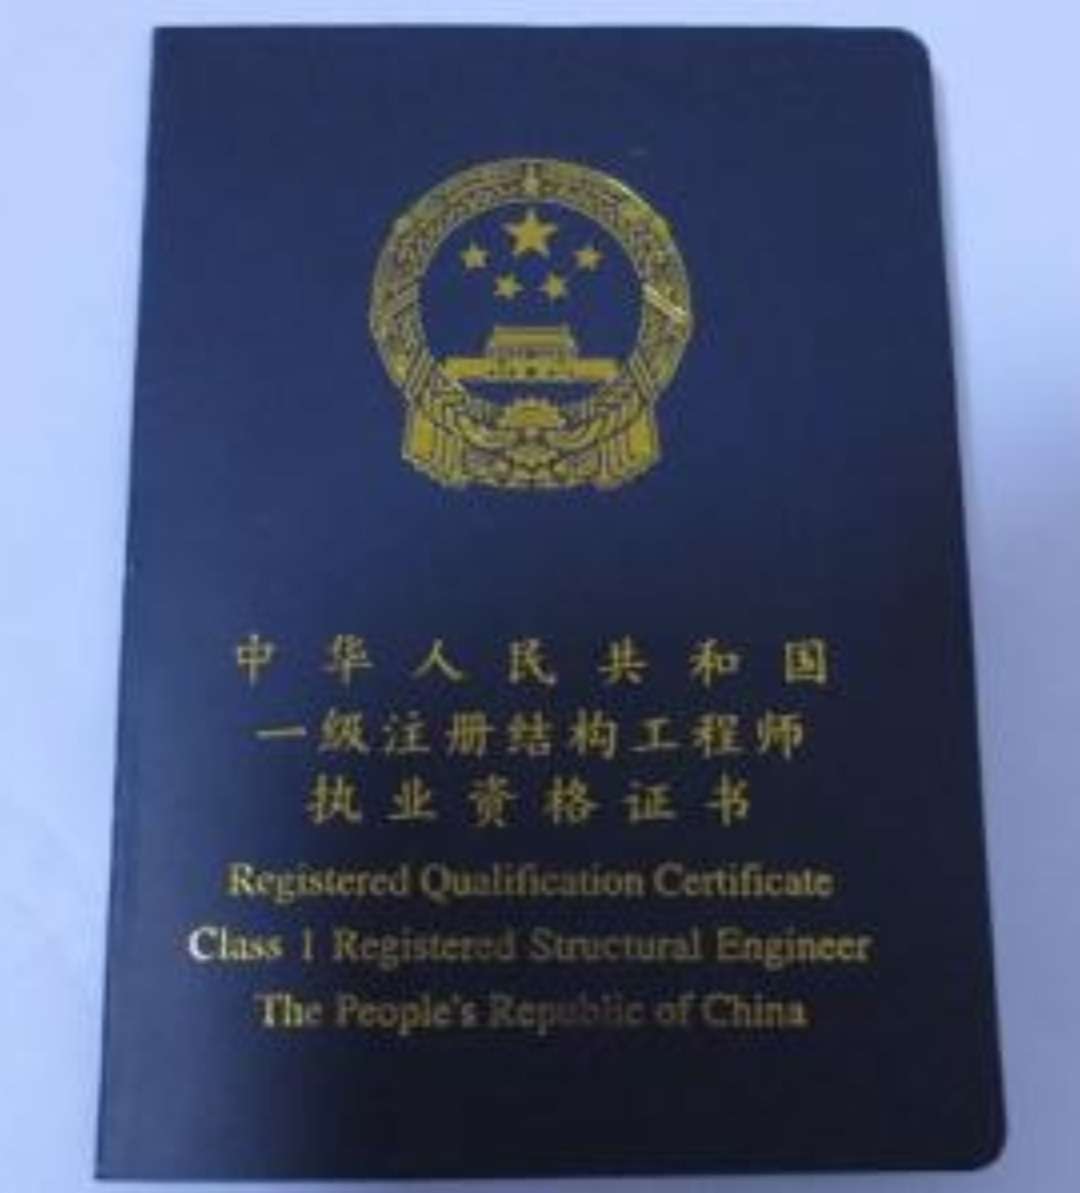 中华人民共和国
一级注册结构工程师
执业资格证书
Registered Qualification Certificate
Class 1 Registered Structural Engineer
The People's Republic of China